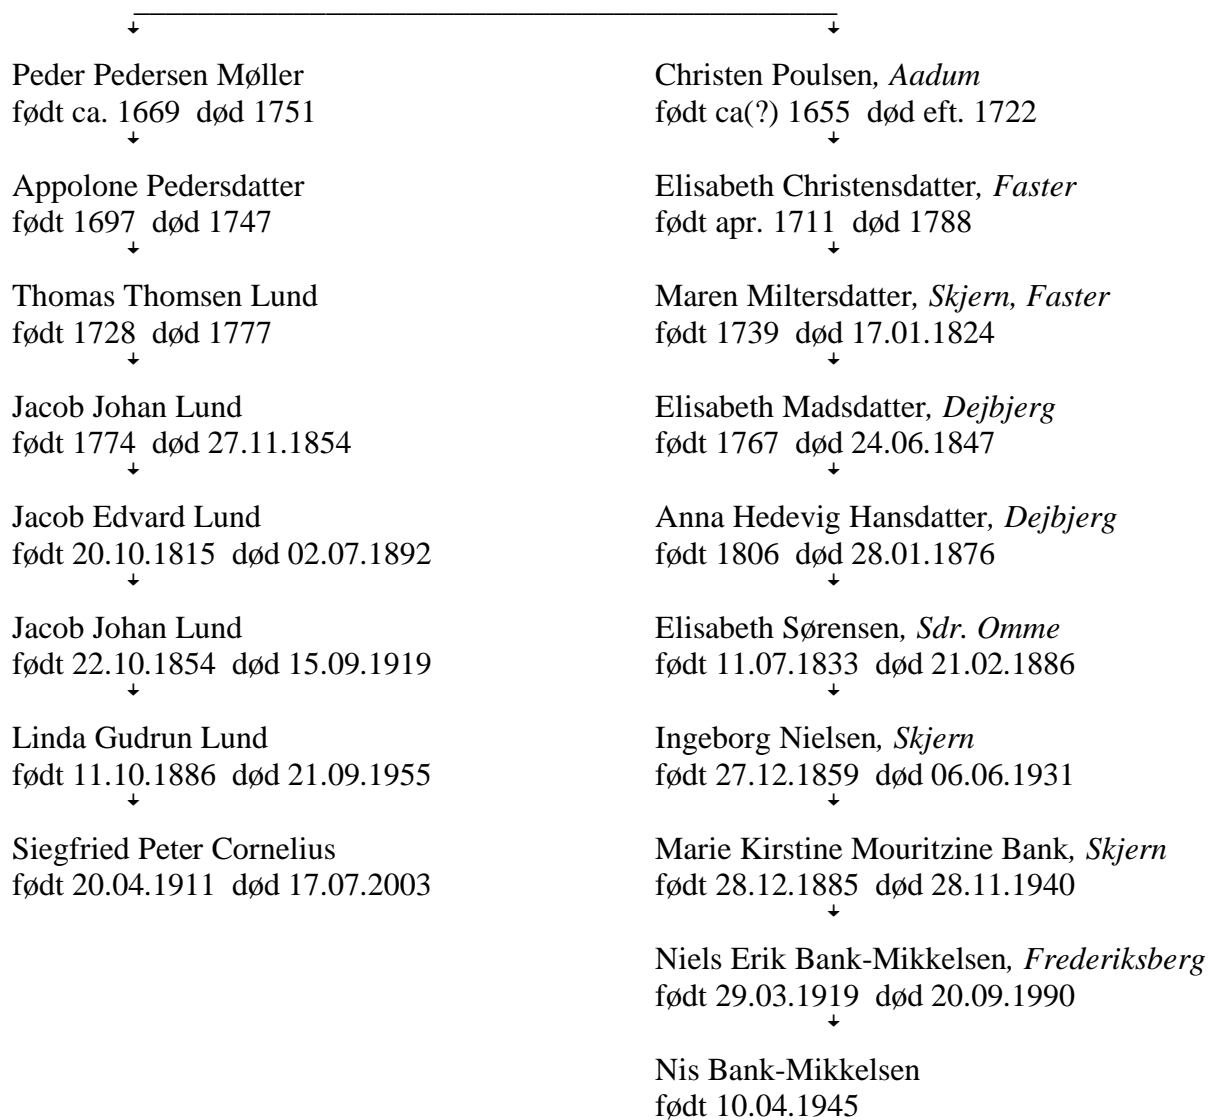 Peder Pedersen Møller
født ca. 1669  død 1751
Appolone Pedersdatter
født 1697  død 1747
Thomas Thomsen Lund
født 1728  død 1777
Jacob Johan Lund
født 1774  død 27.11.1854
Jacob Edvard Lund
født 20.10.1815  død 02.07.1892
Jacob Johan Lund
født 22.10.1854  død 15.09.1919
Linda Gudrun Lund
født 11.10.1886  død 21.09.1955
Siegfried Peter Cornelius
født 20.04.1911  død 17.07.2003
Christen Poulsen, Aadum
født ca(?) 1655  død eft. 1722
Elisabeth Christensdatter, Faster
født apr. 1711  død 1788
Maren Miltersdatter, Skjern, Faster
født 1739  død 17.01.1824
Elisabeth Madsdatter, Dejbjerg
født 1767  død 24.06.1847
Anna Hedevig Hansdatter, Dejbjerg
født 1806  død 28.01.1876
Elisabeth Sørensen, Sdr. Omme
født 11.07.1833  død 21.02.1886
Ingeborg Nielsen, Skjern
født 27.12.1859  død 06.06.1931
Marie Kirstine Mouritzine Bank, Skjern
født 28.12.1885  død 28.11.1940
Niels Erik Bank-Mikkelsen, Frederiksberg
født 29.03.1919  død 20.09.1990
Nis Bank-Mikkelsen
født 10.04.1945